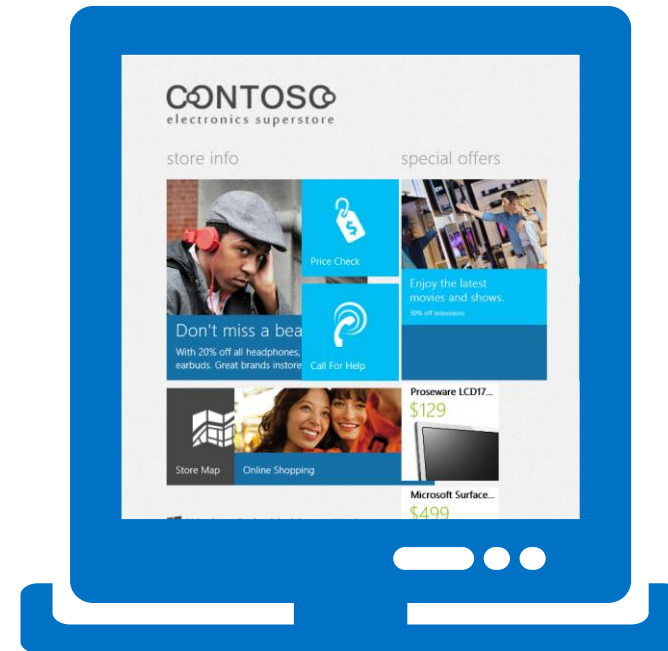 CONTOSO
electronics superstore
store info
special offers
Price Check
Don't miss a bea
With 20% off all headphones,
earbuds. Great brands instore
Call For Help
Enjoy the latest
movies and shows.
30% off televisions
Store Map
Online Shopping
Proseware LCD17...
$129
Microsoft Surface...
$499